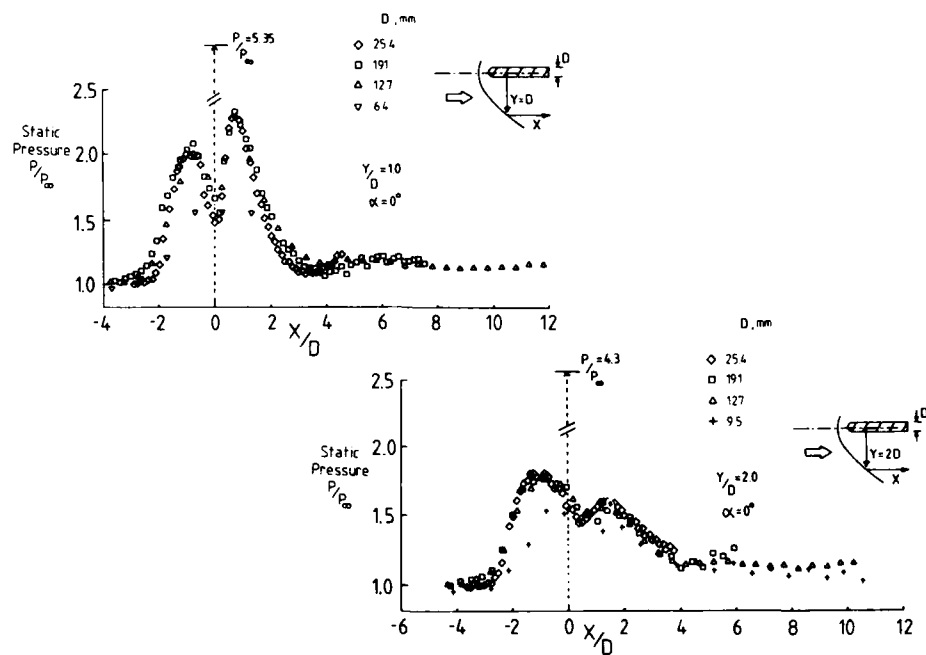 P/P∞ = 5.35
D, mm
◇ 25.4
□ 19.1
△ 12.7
▽ 6.4
D
Y=D
X
Static
Pressure
P/P∞
2.5
2.0
1.5
1.0
Y/D = 1.0
α=0°
-4 -2 0 2 4 6 8 10 12
X/D
P/P∞ = 4.3
D, mm
◇ 25.4
□ 19.1
△ 12.7
+ 9.5
D
Y=2D
X
Static
Pressure
P/P∞
2.5
2.0
1.5
1.0
Y/D = 2.0
α=0°
-6 -4 -2 0 2 4 6 8 10 12
X/D